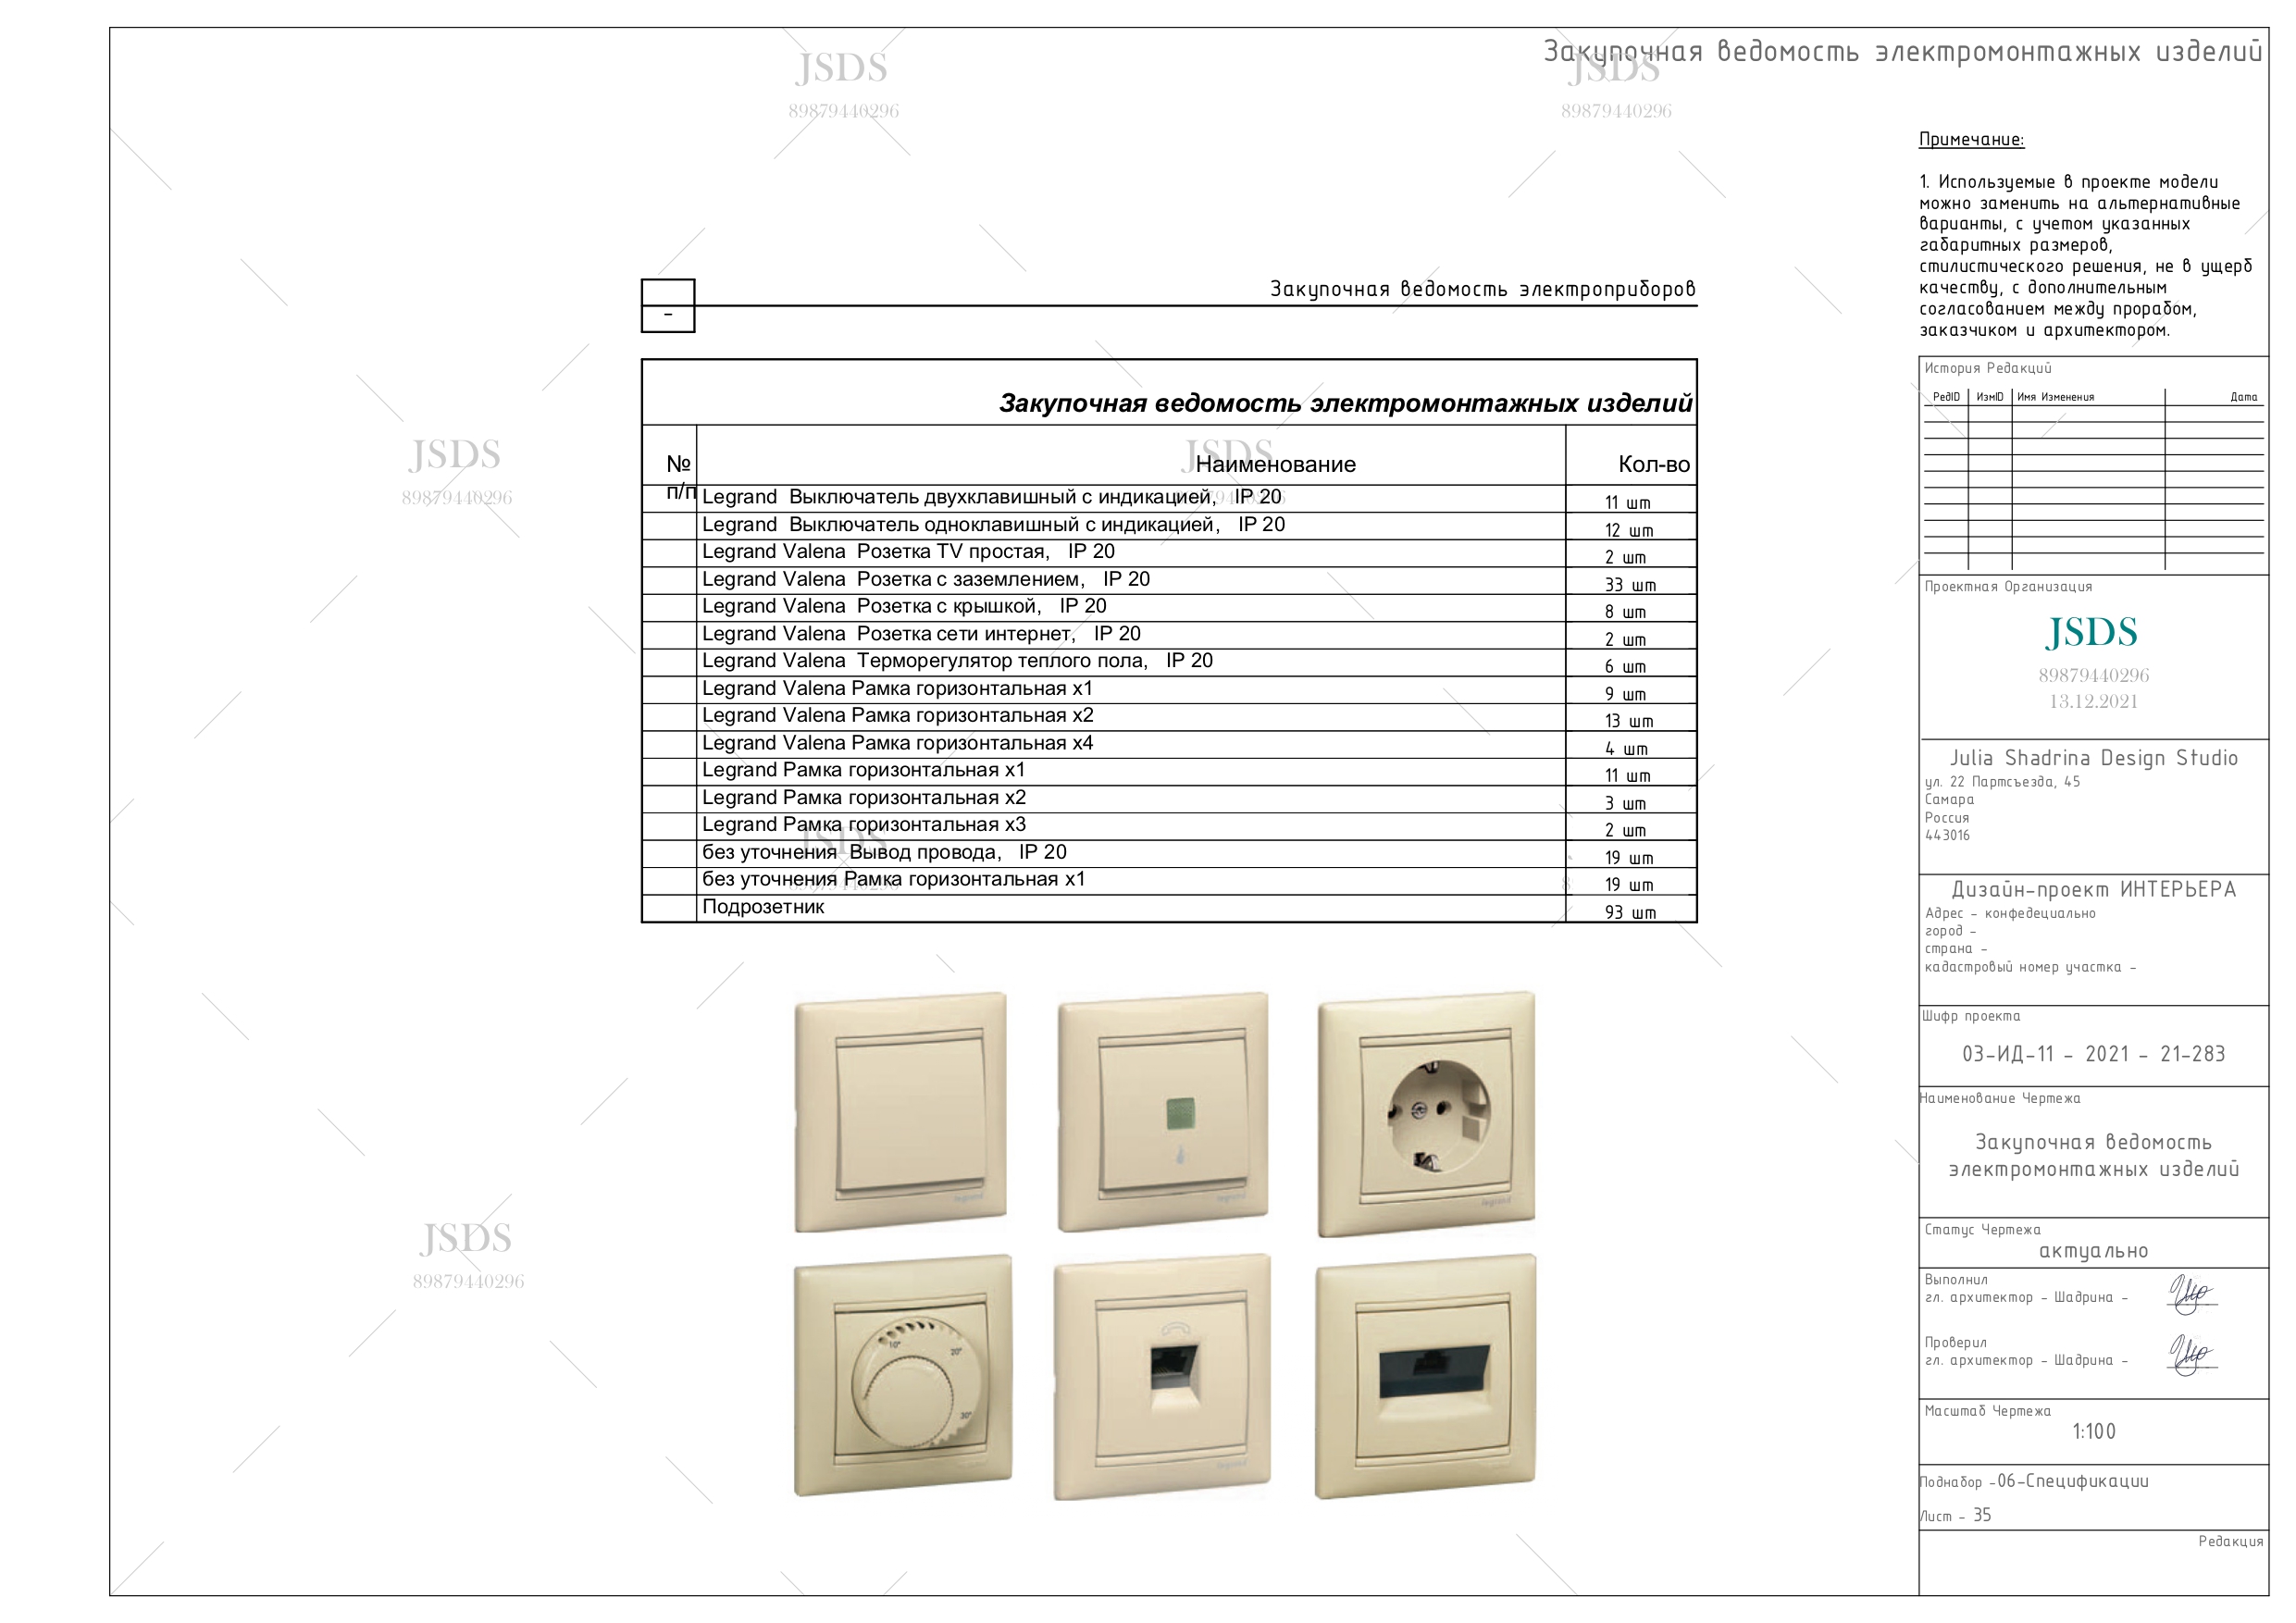 Закупочная ведомость электромонтажных изделий
JSDS
89879440296
JSDS
89879440296
Примечание:
1. Используемые в проекте модели
можно заменить на альтернативные
варианты, с учетом указанных
габаритных размеров,
стилистического решения, не в ущерб
качеству, с дополнительным
согласованием между прорабом,
заказчиком и архитектором.
Закупочная ведомость электроприборов
-
Закупочная ведомость электромонтажных изделий
№ п/п Наименование Кол-во
Legrand Выключатель двухклавишный с индикацией, IP 20 11 шт
Legrand Выключатель одноклавишный с индикацией, IP 20 12 шт
Legrand Valena Розетка TV простая, IP 20 2 шт
Legrand Valena Розетка с заземлением, IP 20 33 шт
Legrand Valena Розетка с крышкой, IP 20 8 шт
Legrand Valena Розетка сети интернет, IP 20 2 шт
Legrand Valena Терморегулятор теплого пола, IP 20 6 шт
Legrand Valena Рамка горизонтальная x1 9 шт
Legrand Valena Рамка горизонтальная x2 13 шт
Legrand Valena Рамка горизонтальная x4 4 шт
Legrand Рамка горизонтальная x1 11 шт
Legrand Рамка горизонтальная x2 3 шт
Legrand Рамка горизонтальная x3 2 шт
без уточнения Вывод провода, IP 20 19 шт
без уточнения Рамка горизонтальная x1 19 шт
Подрозетник 93 шт
JSDS
89879440296
JSDS
JSDS
JSDS
89879440296
legrand
legrand
legrand
10°
20°
30°
legrand
История Редакций
РедID ИзмID Имя Изменения Дата
Проектная Организация
JSDS
89879440296
13.12.2021
Julia Shadrina Design Studio
ул. 22 Партсъезда, 45
Самара
Россия
443016
Дизайн-проект ИНТЕРЬЕРА
Адрес - конфедециально
город -
страна -
кадастровый номер участка -
Шифр проекта
03-ИД-11 - 2021 - 21-283
Наименование Чертежа
Закупочная ведомость
электромонтажных изделий
Статус Чертежа
актуально
Выполнил
гл. архитектор - Шадрина -
Проверил
гл. архитектор - Шадрина -
Масштаб Чертежа
1:100
Поднабор -06-Спецификации
Лист - 35
Редакция